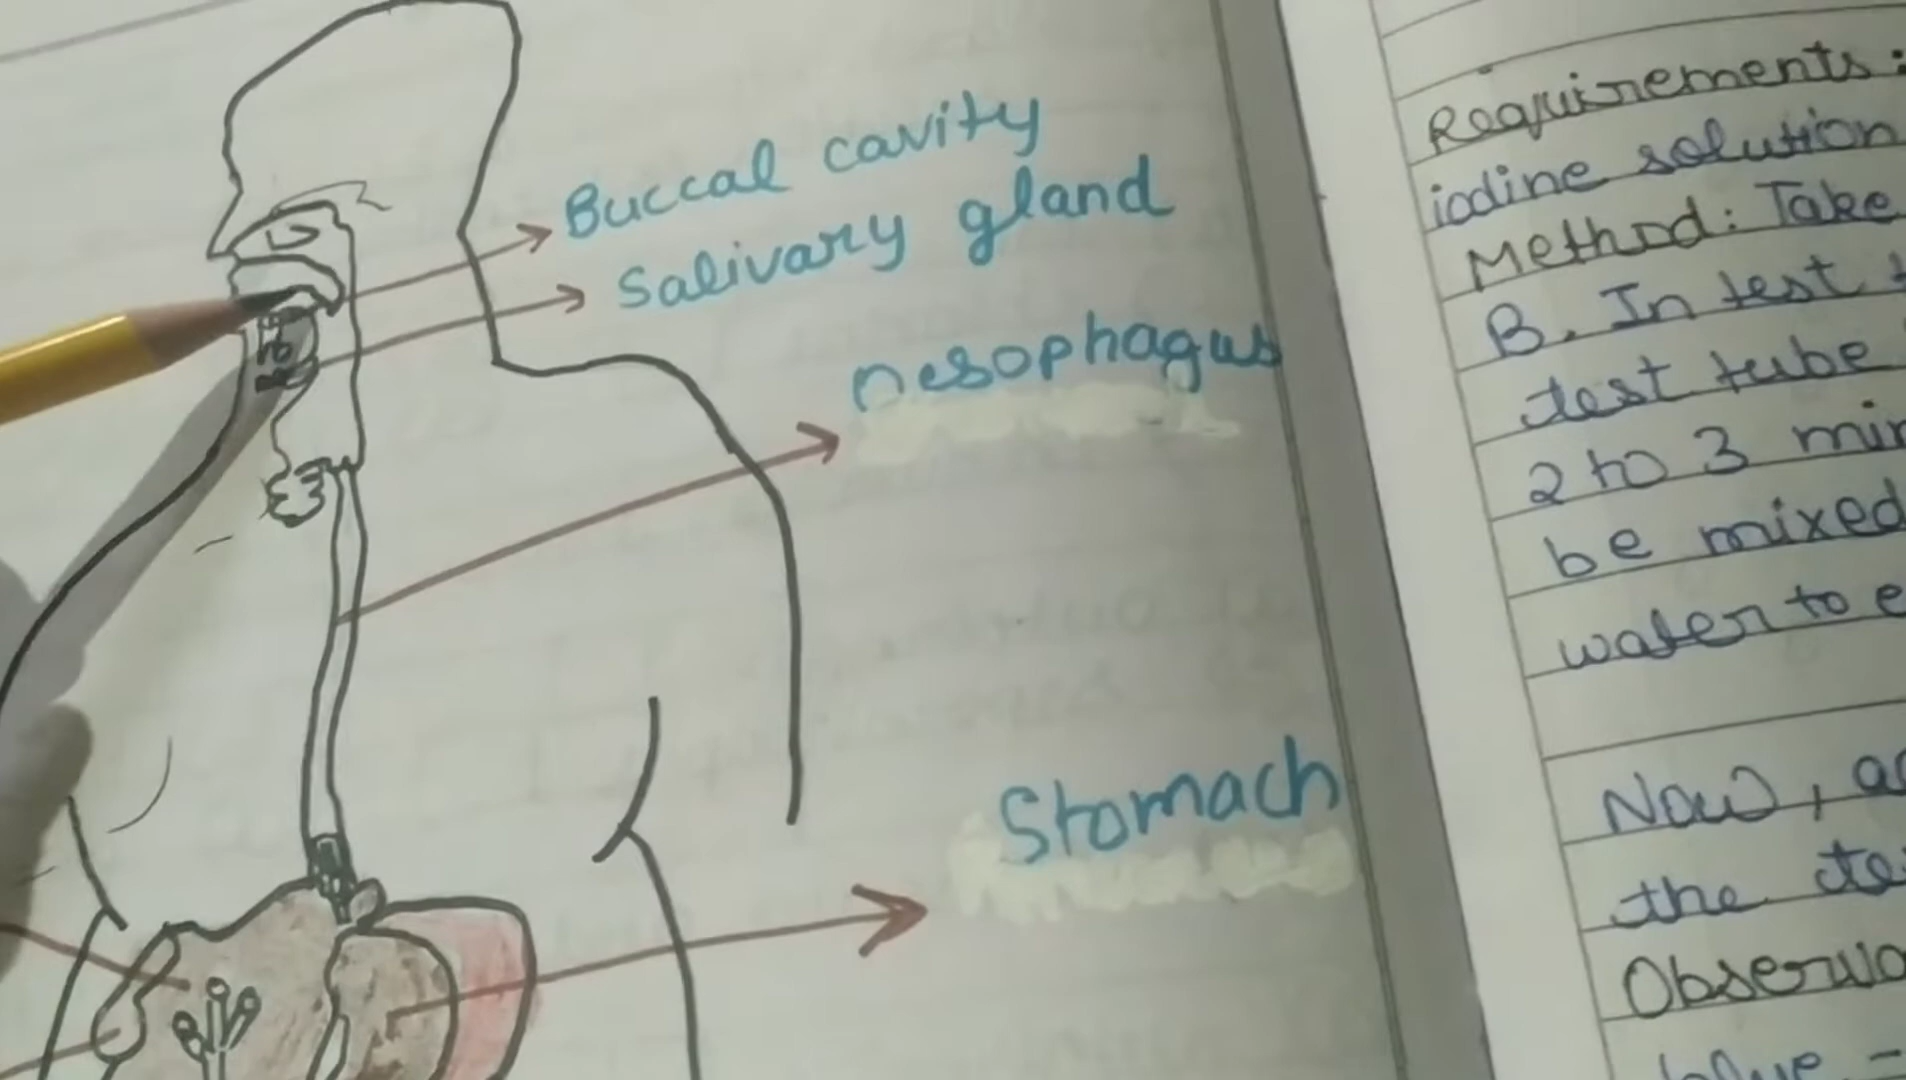 Buccal cavity
Salivary gland
oesophagus
Stomach
Requirements:
iodine solution
Method: Take
B. In test t
test tube
2 to 3 min
be mixed
water to e
Now, a
the te
Observa